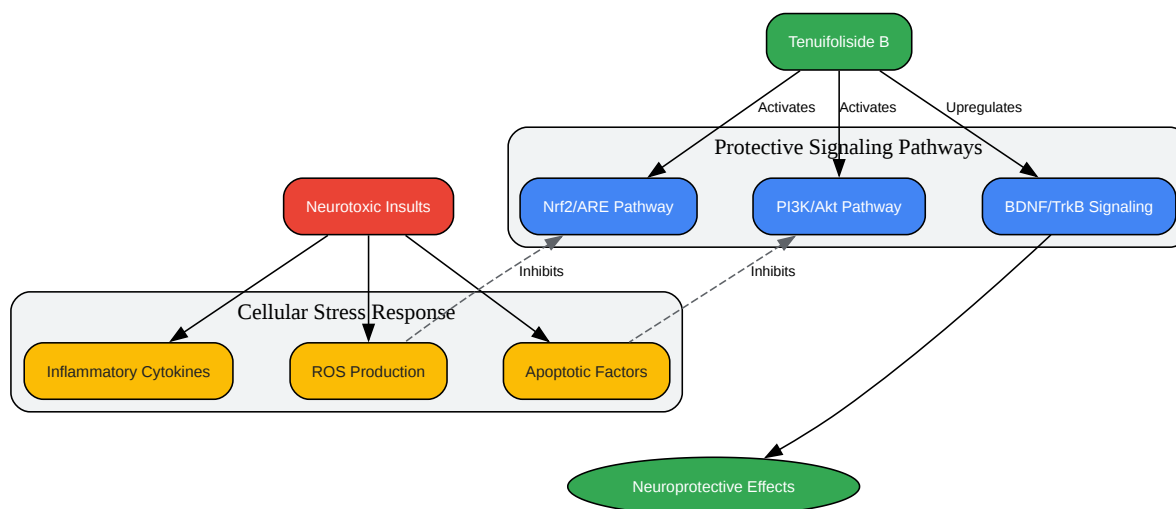 Tenuifoliside B
Activates
Activates
Upregulates
Protective Signaling Pathways
Nrf2/ARE Pathway
PI3K/Akt Pathway
BDNF/TrkB Signaling
Neurotoxic Insults
Inhibits
Inhibits
Cellular Stress Response
Inflammatory Cytokines
ROS Production
Apoptotic Factors
Neuroprotective Effects